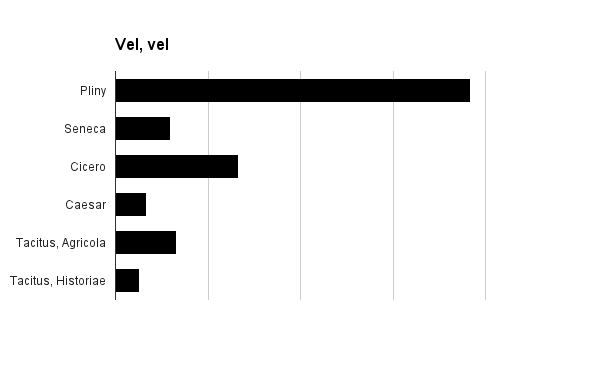 Vel, vel
Pliny
Seneca
Cicero
Caesar
Tacitus, Agricola
Tacitus, Historiae